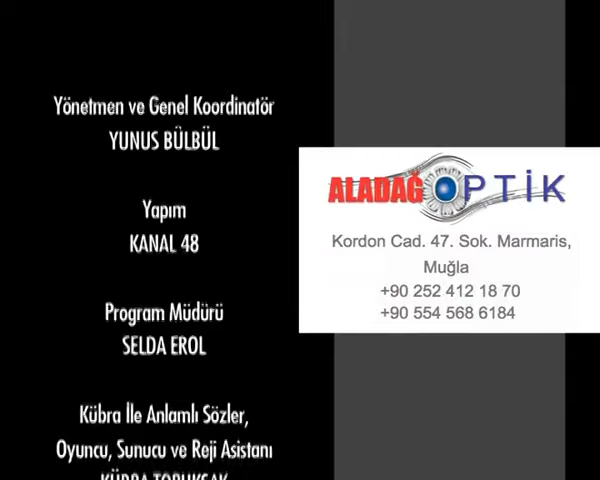 Yönetmen ve Genel Koordinatör
YUNUS BÜLBÜL
Yapım
KANAL 48
Program Müdürü
SELDA EROL
Kübra İle Anlamlı Sözler,
Oyuncu, Sunucu ve Reji Asistanı
KÜBRA
ALADAĞ OPTİK
Kordon Cad. 47. Sok. Marmaris,
Muğla
+90 252 412 18 70
+90 554 568 6184